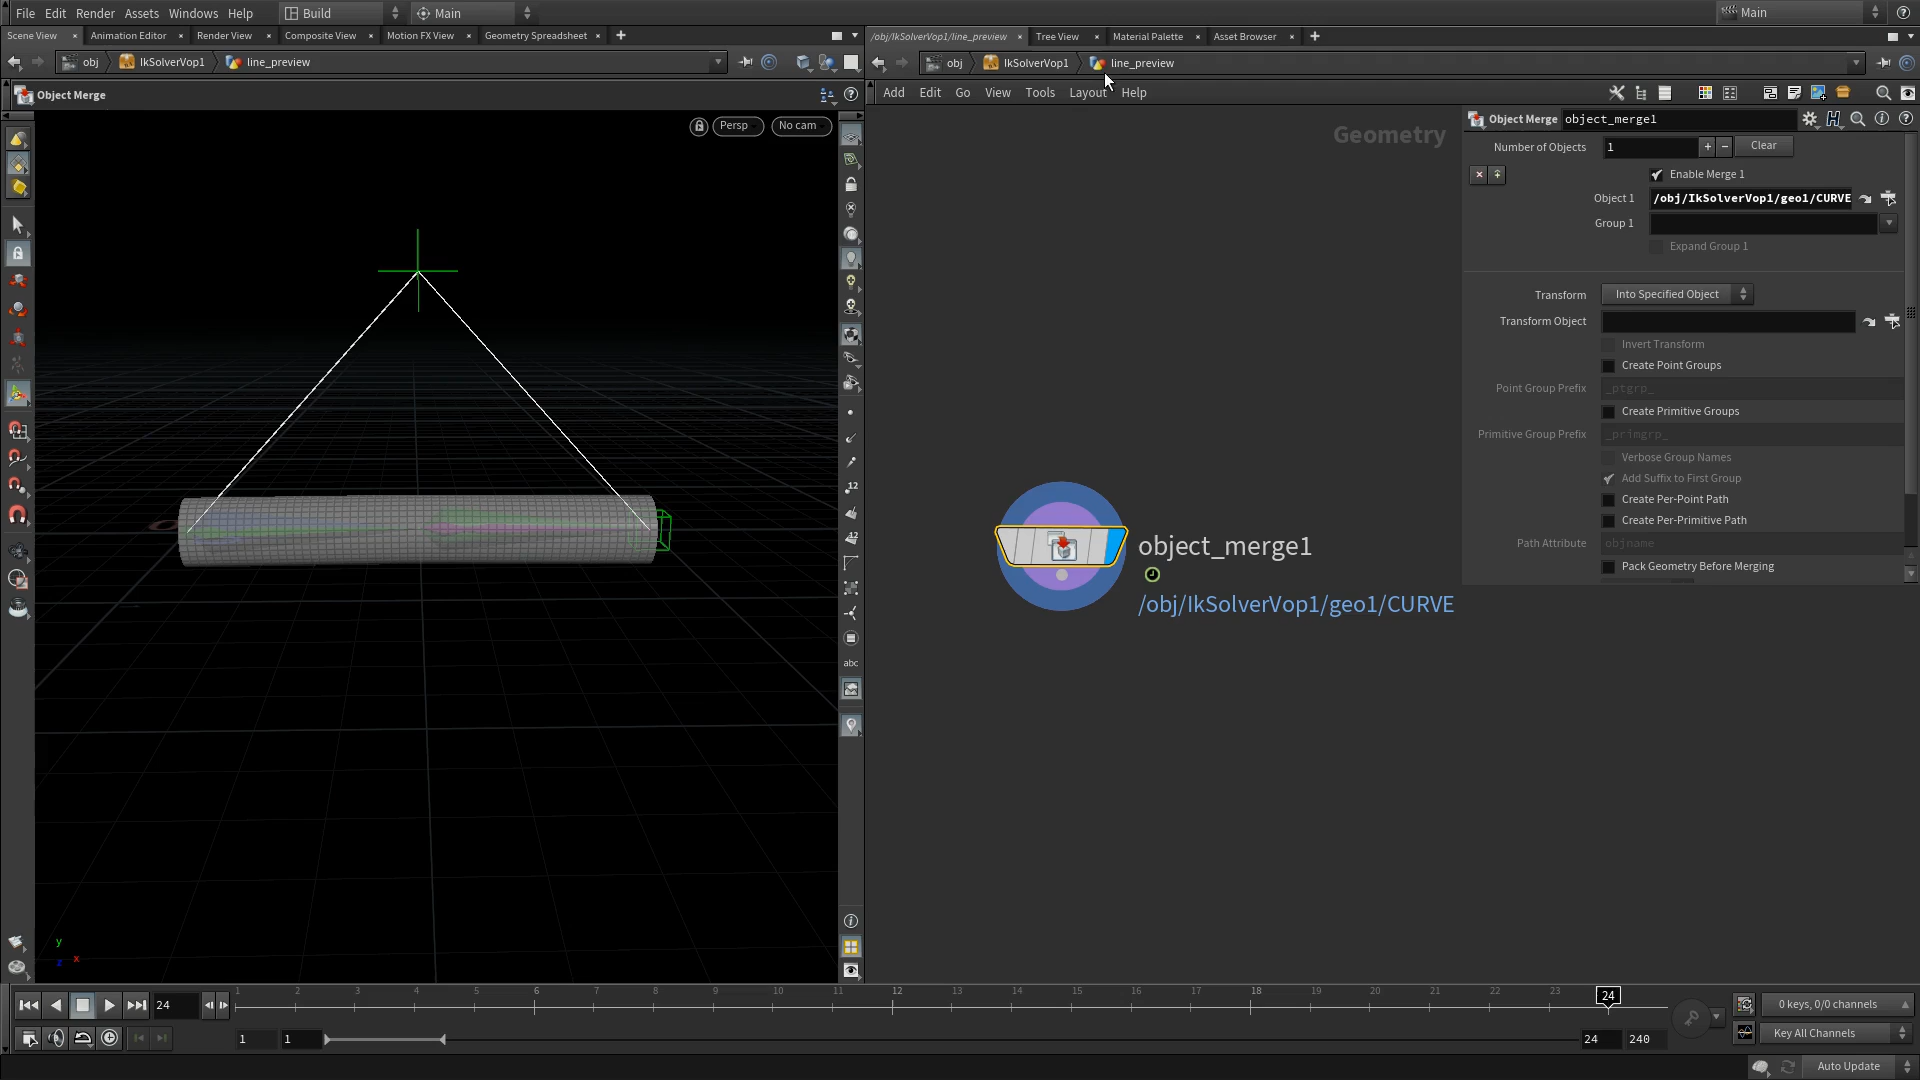 File Edit Render Assets Windows Help Build Main Main
Scene View Animation Editor Render View Composite View Motion FX View Geometry Spreadsheet
/obj/IkSolverVop1/line_preview Tree View Material Palette Asset Browser
obj IkSolverVop1 line_preview
obj IkSolverVop1 line_preview
Object Merge
Add Edit Go View Tools Layout Help
Persp No cam
Geometry
Object Merge object_merge1
Number of Objects 1 + − Clear
Enable Merge 1
Object 1 /obj/IkSolverVop1/geo1/CURVE
Group 1
Expand Group 1
Transform Into Specified Object
Transform Object
Invert Transform
Create Point Groups
Point Group Prefix _ptgrp_
Create Primitive Groups
Primitive Group Prefix _primgrp_
Verbose Group Names
Add Suffix to First Group
Create Per-Point Path
Create Per-Primitive Path
Path Attribute objname
Pack Geometry Before Merging
object_merge1
/obj/IkSolverVop1/geo1/CURVE
12
12
abc
y
z x
24 1 2 3 4 5 6 7 8 9 10 11 12 13 14 15 16 17 18 19 20 21 22 23 24
0 keys, 0/0 channels
1 1 24 240 Key All Channels
Auto Update